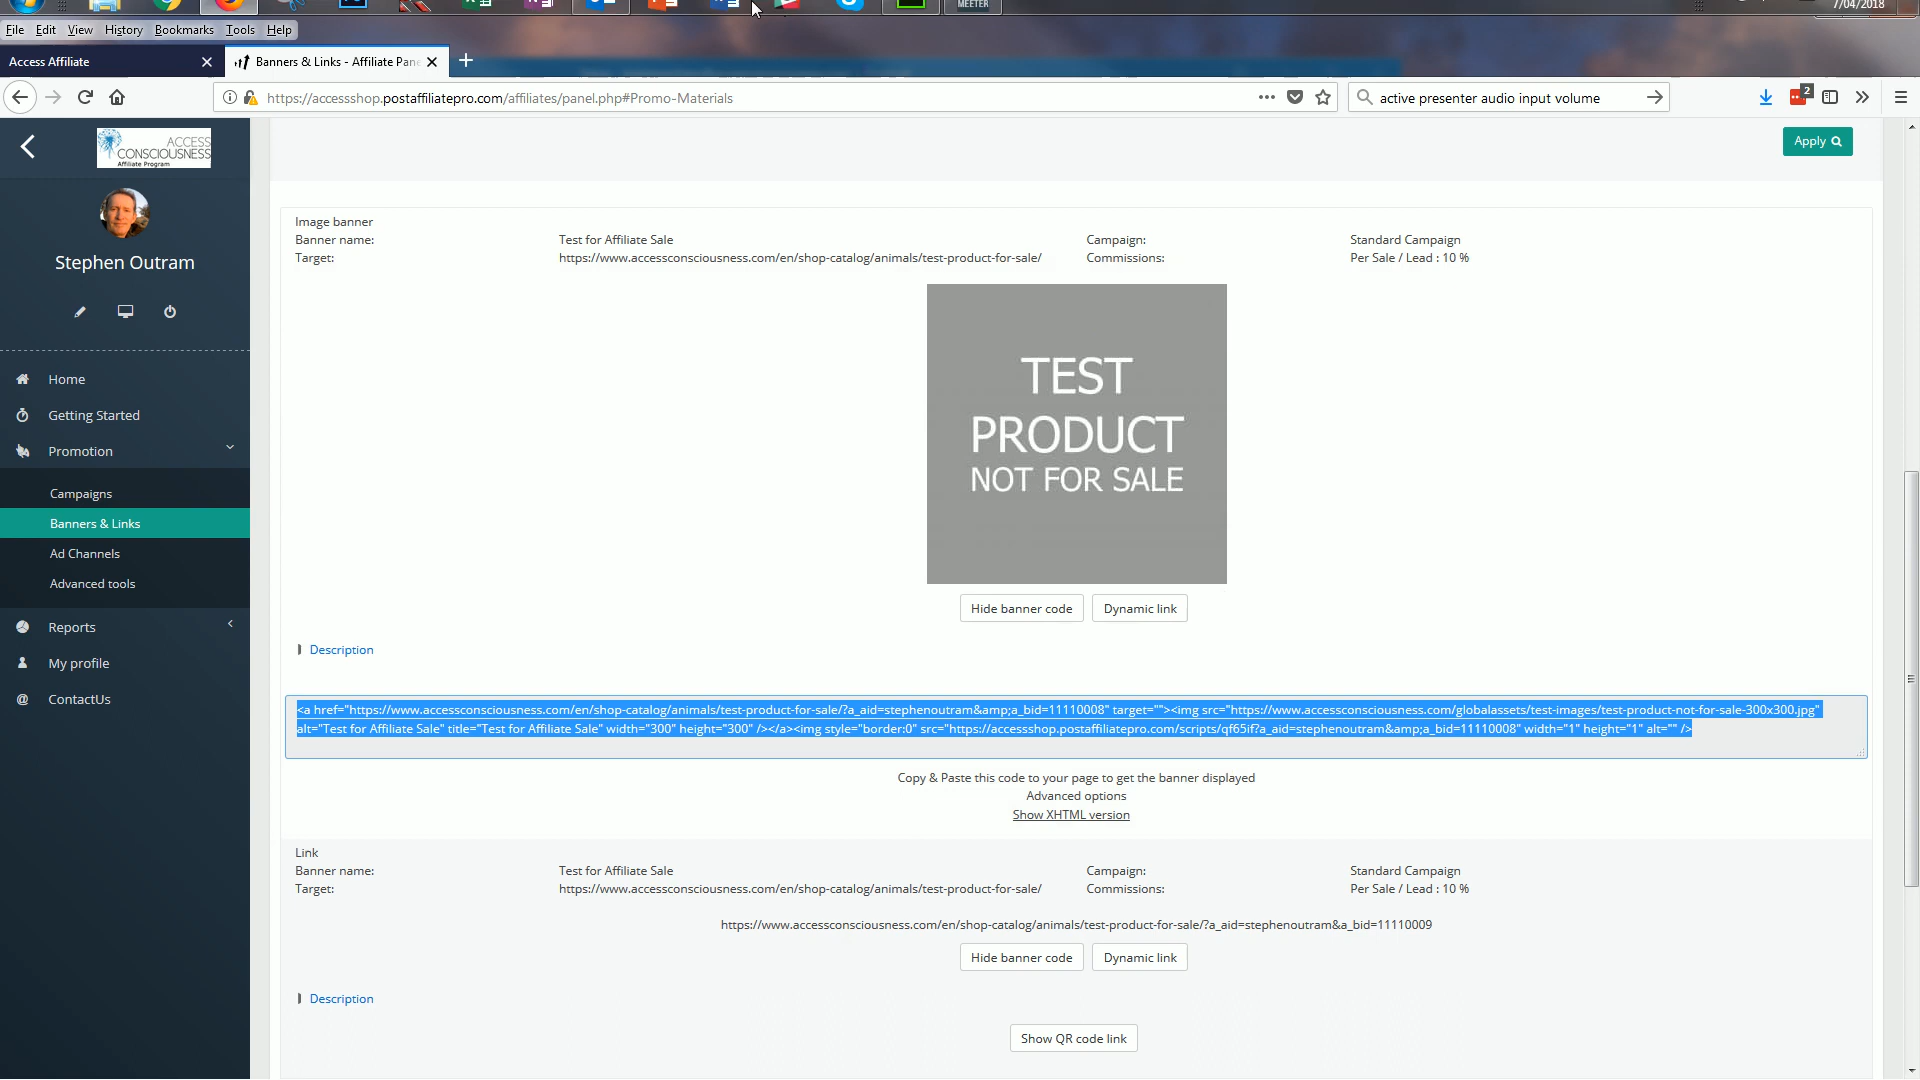 MEETER
7/04/2018
File Edit View History Bookmarks Tools Help
Access Affiliate
Banners & Links - Affiliate Pane
https://accessshop.postaffiliatepro.com/affiliates/panel.php#Promo-Materials
active presenter audio input volume
2
ACCESS
CONSCIOUSNESS
Affiliate Program
Apply
Stephen Outram
Home
Getting Started
Promotion
Campaigns
Banners & Links
Ad Channels
Advanced tools
Reports
My profile
ContactUs
Image banner
Banner name: Test for Affiliate Sale Campaign: Standard Campaign
Target: https://www.accessconsciousness.com/en/shop-catalog/animals/test-product-for-sale/ Commissions: Per Sale / Lead : 10 %
TEST
PRODUCT
NOT FOR SALE
Hide banner code Dynamic link
Description
<a href="https://www.accessconsciousness.com/en/shop-catalog/animals/test-product-for-sale/?a_aid=stephenoutram&amp;a_bid=11110008" target=""><img src="https://www.accessconsciousness.com/globalassets/test-images/test-product-not-for-sale-300x300.jpg"
alt="Test for Affiliate Sale" title="Test for Affiliate Sale" width="300" height="300" /></a><img style="border:0" src="https://accessshop.postaffiliatepro.com/scripts/qf65if?a_aid=stephenoutram&amp;a_bid=11110008" width="1" height="1" alt="" />
Copy & Paste this code to your page to get the banner displayed
Advanced options
Show XHTML version
Link
Banner name: Test for Affiliate Sale Campaign: Standard Campaign
Target: https://www.accessconsciousness.com/en/shop-catalog/animals/test-product-for-sale/ Commissions: Per Sale / Lead : 10 %
https://www.accessconsciousness.com/en/shop-catalog/animals/test-product-for-sale/?a_aid=stephenoutram&a_bid=11110009
Hide banner code Dynamic link
Description
Show QR code link